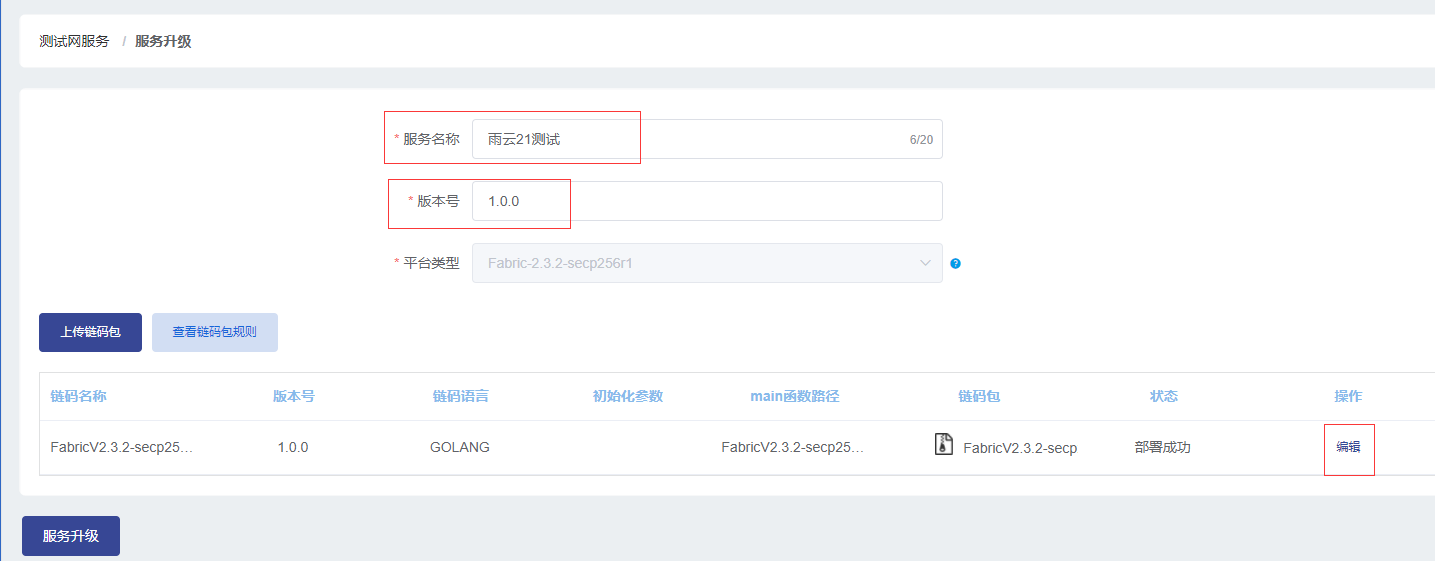 测试网服务 / 服务升级
* 服务名称 雨云21测试 6/20
* 版本号 1.0.0
* 平台类型 Fabric-2.3.2-secp256r1 ?
上传链码包 查看链码包规则
链码名称 版本号 链码语言 初始化参数 main函数路径 链码包 状态 操作
FabricV2.3.2-secp25... 1.0.0 GOLANG FabricV2.3.2-secp25... FabricV2.3.2-secp 部署成功 编辑
服务升级